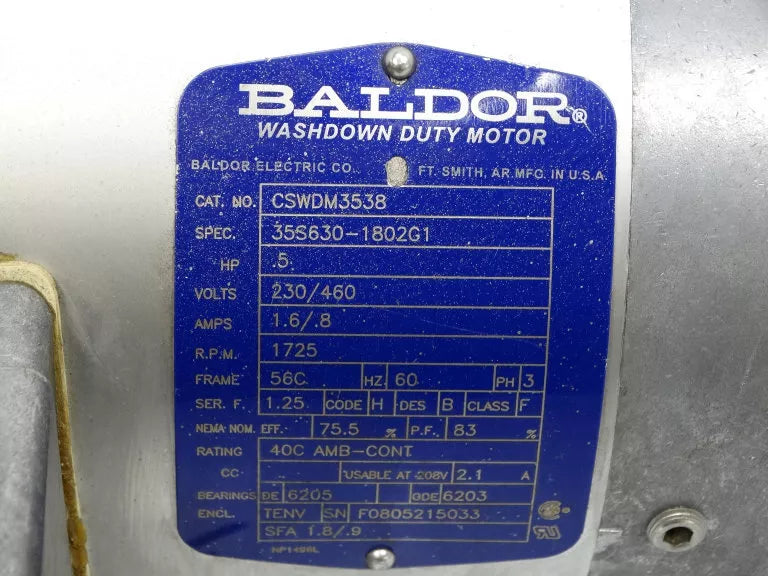 BALDOR®
WASHDOWN DUTY MOTOR
BALDOR ELECTRIC CO. FT. SMITH, AR. MFG. IN U.S.A.
CAT. NO. CSWDM3538
SPEC. 35S630-1802G1
HP .5
VOLTS 230/460
AMPS 1.6/.8
R.P.M. 1725
FRAME 56C HZ. 60 PH 3
SER. F. 1.25 CODE H DES B CLASS F
NEMA NOM. EFF. 75.5 % P.F. 83 %
RATING 40C AMB-CONT
CC USABLE AT 208V 2.1 A
BEARINGS DE 6205 ODE 6203
ENCL. TENV SN F0805215033
SFA 1.8/.9
NP1496L